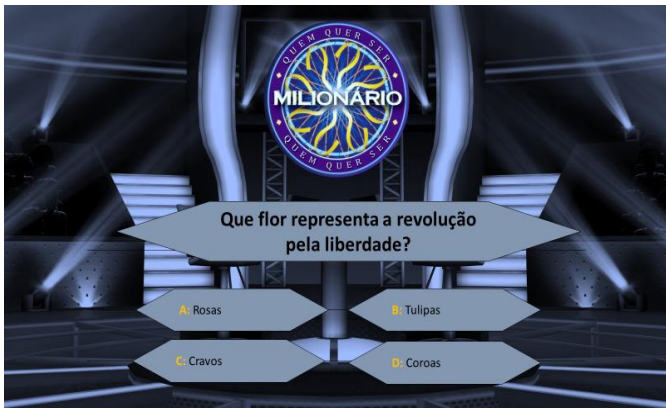 QUEM QUER SER
MILIONÁRIO
QUEM QUER SER
Que flor representa a revolução
pela liberdade?
A: Rosas
B: Tulipas
C: Cravos
D: Coroas